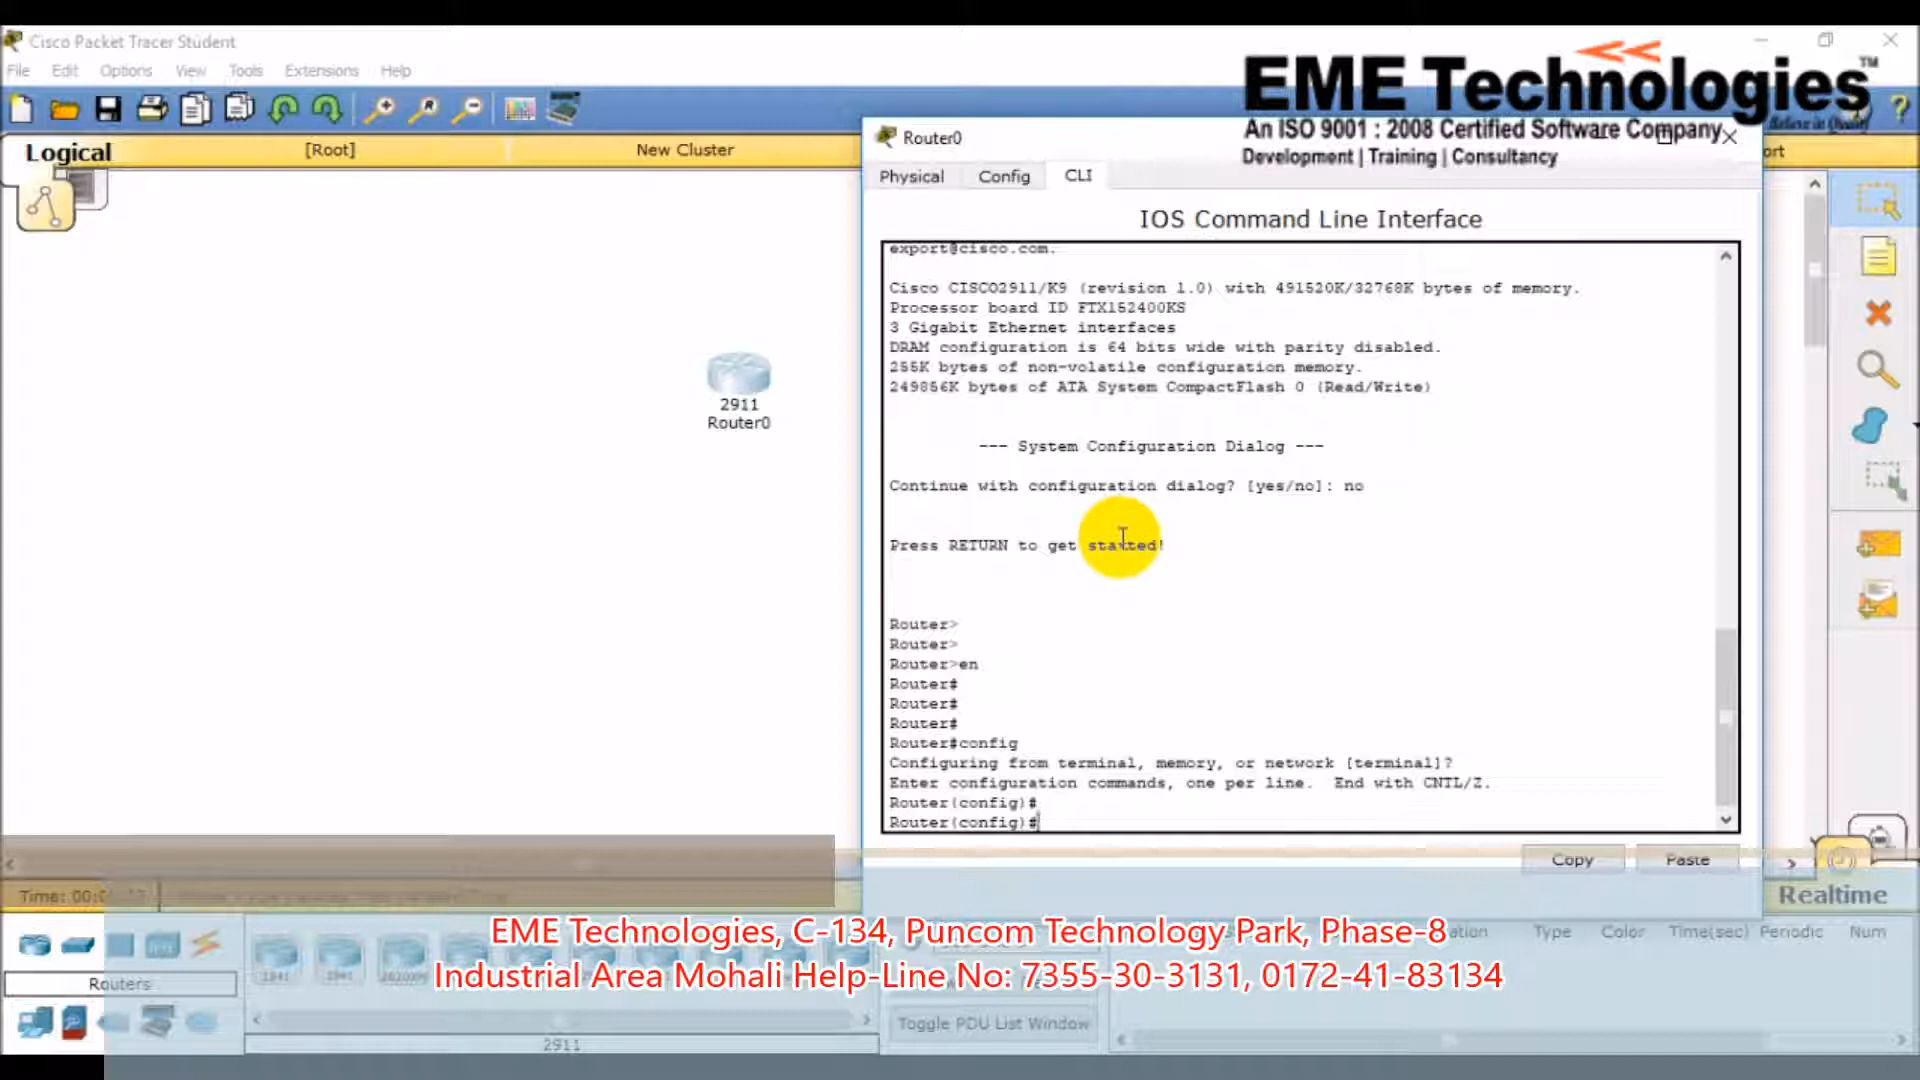 Cisco Packet Tracer Student
File Edit Options View Tools Extensions Help
EME Technologies™
An ISO 9001 : 2008 Certified Software Company
Development | Training | Consultancy
Logical [Root] New Cluster
Router0
Physical Config CLI
IOS Command Line Interface
export@cisco.com.
Cisco CISCO2911/K9 (revision 1.0) with 491520K/32768K bytes of memory.
Processor board ID FTX152400KS
3 Gigabit Ethernet interfaces
DRAM configuration is 64 bits wide with parity disabled.
255K bytes of non-volatile configuration memory.
249856K bytes of ATA System CompactFlash 0 (Read/Write)
--- System Configuration Dialog ---
Continue with configuration dialog? [yes/no]: no
Press RETURN to get started!
Router>
Router>
Router>en
Router#
Router#
Router#
Router#config
Configuring from terminal, memory, or network [terminal]?
Enter configuration commands, one per line.  End with CNTL/Z.
Router(config)#
Router(config)#
2911
Router0
Copy Paste
Realtime
EME Technologies, C-134, Puncom Technology Park, Phase-8
Industrial Area Mohali Help-Line No: 7355-30-3131, 0172-41-83134
Type Color Time(sec) Periodic Num
Routers
Toggle PDU List Window
2911